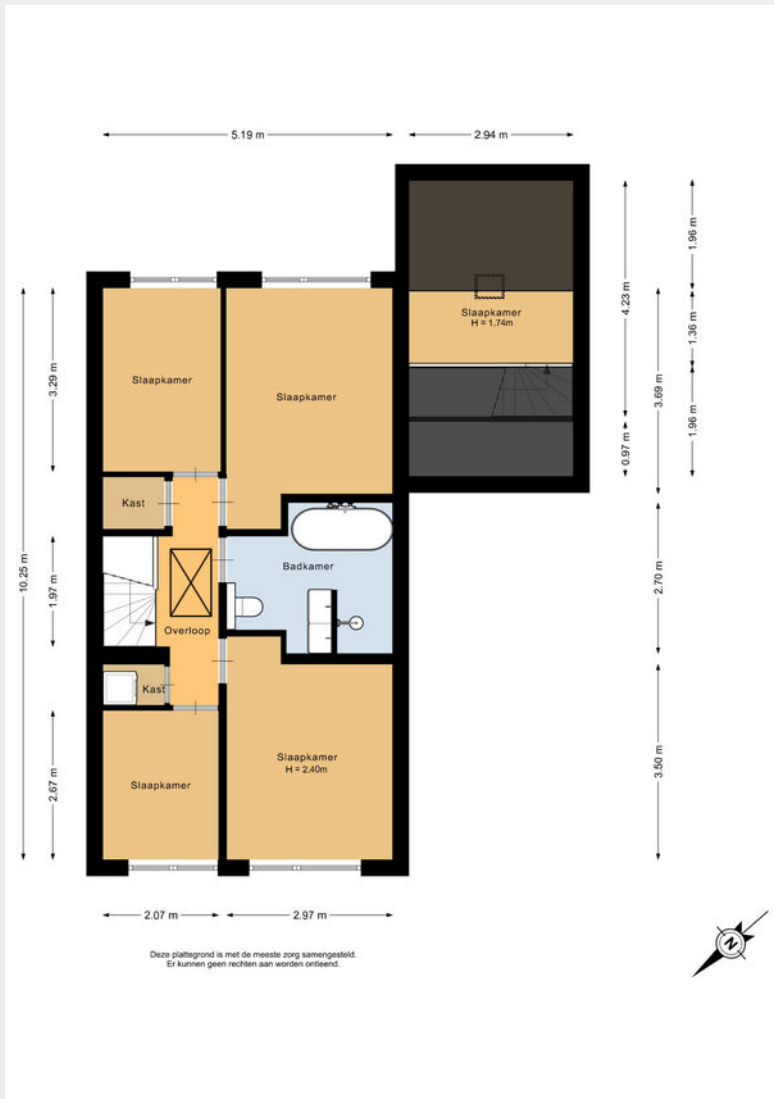 5.19 m
2.94 m
1.96 m
4.23 m
Slaapkamer
H = 1.74m
1.36 m
3.29 m
Slaapkamer
Slaapkamer
3.69 m
1.96 m
0.97 m
Kast
10.25 m
1.97 m
Badkamer
2.70 m
Overloop
Kast
Slaapkamer
H = 2.40m
3.50 m
2.67 m
Slaapkamer
2.07 m
2.97 m
N
Deze plattegrond is met de meeste zorg samengesteld.
Er kunnen geen rechten aan worden ontleend.